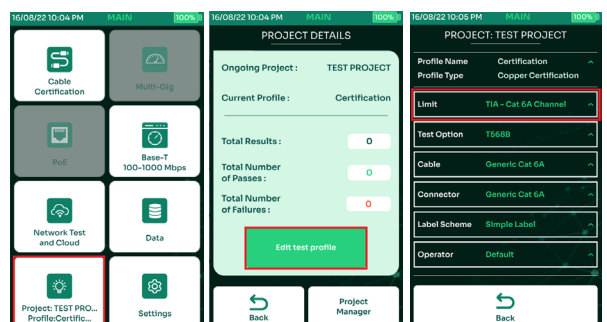 16/08/22 10:04 PM MAIN 100%
Cable
Certification
Multi-Gig
PoE
Base-T
100-1000 Mbps
Network Test
and Cloud
Data
Project: TEST PRO...
Profile:Certific...
Settings
16/08/22 10:04 PM MAIN 100%
PROJECT DETAILS
Ongoing Project : TEST PROJECT
Current Profile : Certification
Total Results : 0
Total Number
of Passes : 0
Total Number
of Failures : 0
Edit test profile
Back
Project
Manager
16/08/22 10:05 PM MAIN 100%
PROJECT: TEST PROJECT
Profile Name Certification
Profile Type Copper Certification
Limit TIA - Cat 6A Channel
Test Option T568B
Cable Generic Cat 6A
Connector Generic Cat 6A
Label Scheme Simple Label
Operator Default
Back